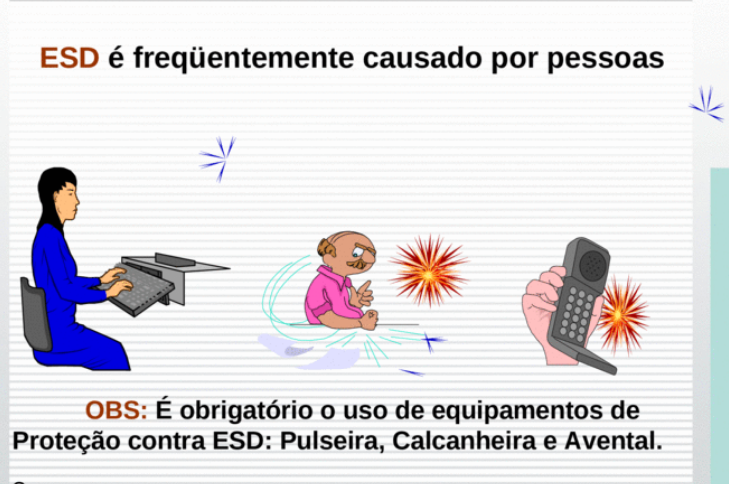 ESD é freqüentemente causado por pessoas
OBS: É obrigatório o uso de equipamentos de
Proteção contra ESD: Pulseira, Calcanheira e Avental.